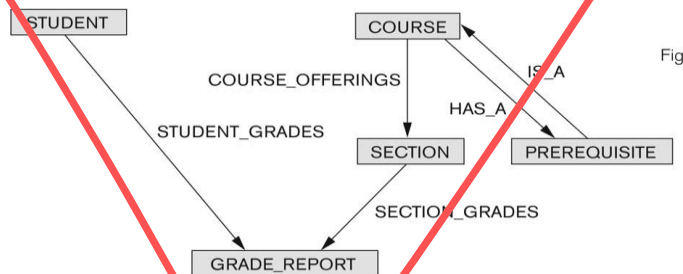 STUDENT
COURSE
Fig
IS_A
COURSE_OFFERINGS
HAS_A
STUDENT_GRADES
SECTION
PREREQUISITE
SECTION_GRADES
GRADE_REPORT